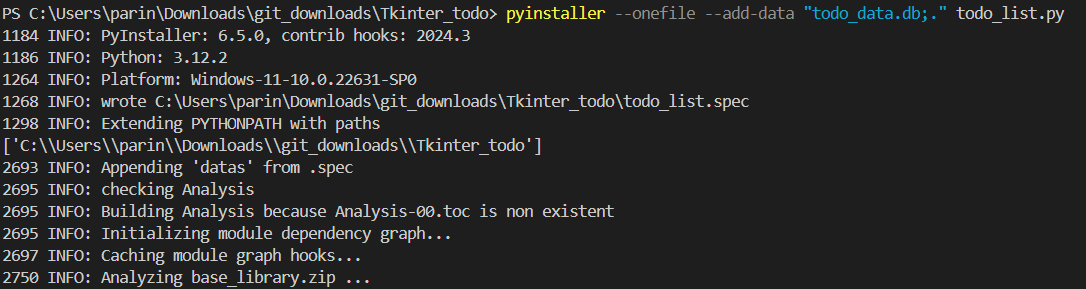 PS C:\Users\parin\Downloads\git_downloads\Tkinter_todo> pyinstaller --onefile --add-data "todo_data.db;." todo_list.py
1184 INFO: PyInstaller: 6.5.0, contrib hooks: 2024.3
1186 INFO: Python: 3.12.2
1264 INFO: Platform: Windows-11-10.0.22631-SP0
1268 INFO: wrote C:\Users\parin\Downloads\git_downloads\Tkinter_todo\todo_list.spec
1298 INFO: Extending PYTHONPATH with paths
['C:\\Users\\parin\\Downloads\\git_downloads\\Tkinter_todo']
2693 INFO: Appending 'datas' from .spec
2695 INFO: checking Analysis
2695 INFO: Building Analysis because Analysis-00.toc is non existent
2695 INFO: Initializing module dependency graph...
2697 INFO: Caching module graph hooks...
2750 INFO: Analyzing base_library.zip ...